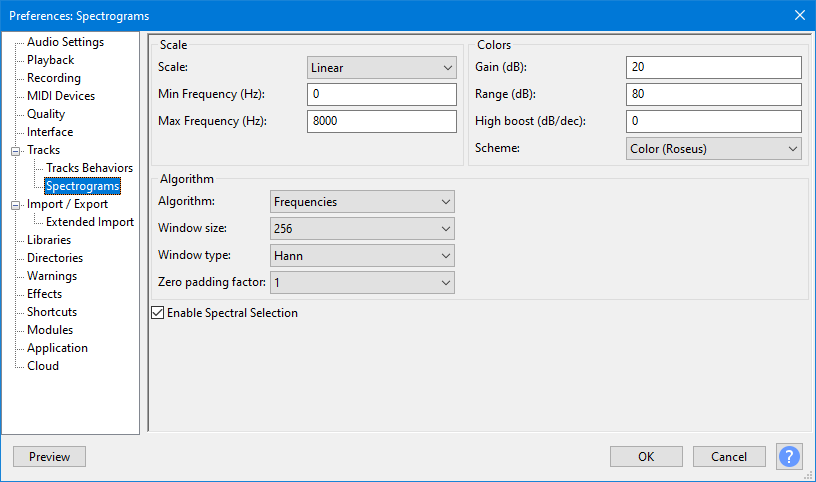 Preferences: Spectrograms
Audio Settings
Playback
Recording
MIDI Devices
Quality
Interface
Tracks
Tracks Behaviors
Spectrograms
Import / Export
Extended Import
Libraries
Directories
Warnings
Effects
Shortcuts
Modules
Application
Cloud
Scale
Scale: Linear
Min Frequency (Hz): 0
Max Frequency (Hz): 8000
Colors
Gain (dB): 20
Range (dB): 80
High boost (dB/dec): 0
Scheme: Color (Roseus)
Algorithm
Algorithm: Frequencies
Window size: 256
Window type: Hann
Zero padding factor: 1
Enable Spectral Selection
Preview
OK
Cancel
?